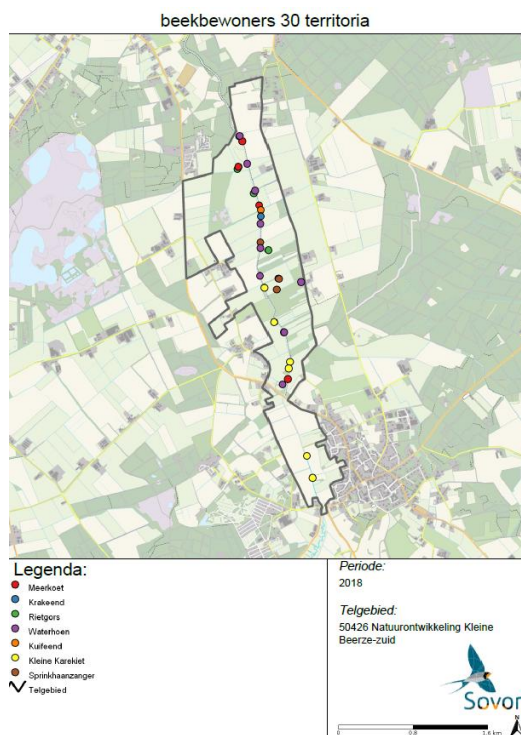 beekbewoners 30 territoria
Legenda:
Meerkoet
Krakeend
Rietgors
Waterhoen
Kuifeend
Kleine Karekiet
Sprinkhaanzanger
Telgebied
Periode:
2018
Telgebied:
50426 Natuurontwikkeling Kleine
Beerze-zuid
Sovon
N
0 0.8 1.6 km